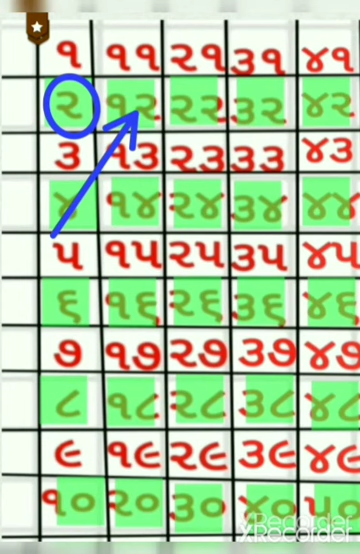 ૧ ૧૧ ૨૧ ૩૧ ૪૧
૨ ૧૨ ૨૨ ૩૨ ૪૨
૩ ૧૩ ૨૩ ૩૩ ૪૩
૪ ૧૪ ૨૪ ૩૪ ૪૪
૫ ૧૫ ૨૫ ૩૫ ૪૫
૬ ૧૬ ૨૬ ૩૬ ૪૬
૭ ૧૭ ૨૭ ૩૭ ૪૭
૮ ૧૮ ૨૮ ૩૮ ૪૮
૯ ૧૯ ૨૯ ૩૯ ૪૯
૧૦ ૨૦ ૩૦ ૪૦ ૫૦
XRecorder
XRecorder